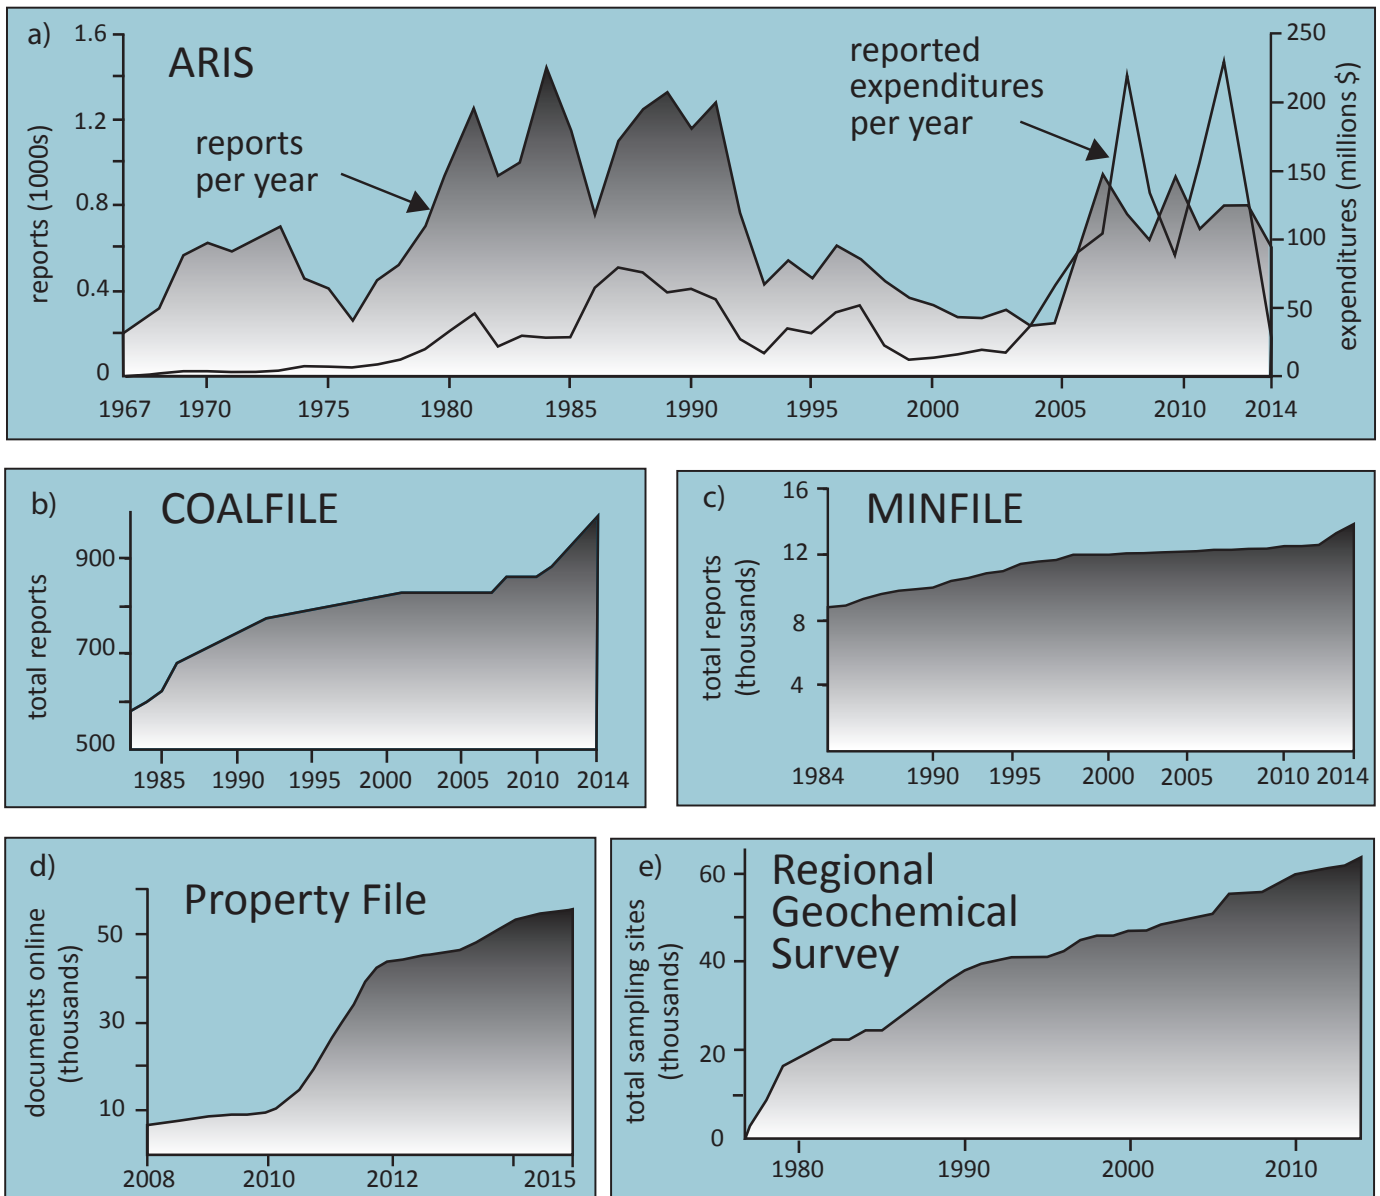 a)
ARIS
reports
per year
reported
expenditures
per year
reports (1000s)
1.6
1.2
0.8
0.4
0
expenditures (millions $)
250
200
150
100
50
0
1967 1970 1975 1980 1985 1990 1995 2000 2005 2010 2014
b)
COALFILE
total reports
900
700
500
1985 1990 1995 2000 2005 2010 2014
c)
MINFILE
total reports
(thousands)
16
12
8
4
1984 1990 1995 2000 2005 2010 2014
d)
Property File
documents online
(thousands)
50
30
10
2008 2010 2012 2015
e)
Regional
Geochemical
Survey
total sampling sites
(thousands)
60
40
20
0
1980 1990 2000 2010